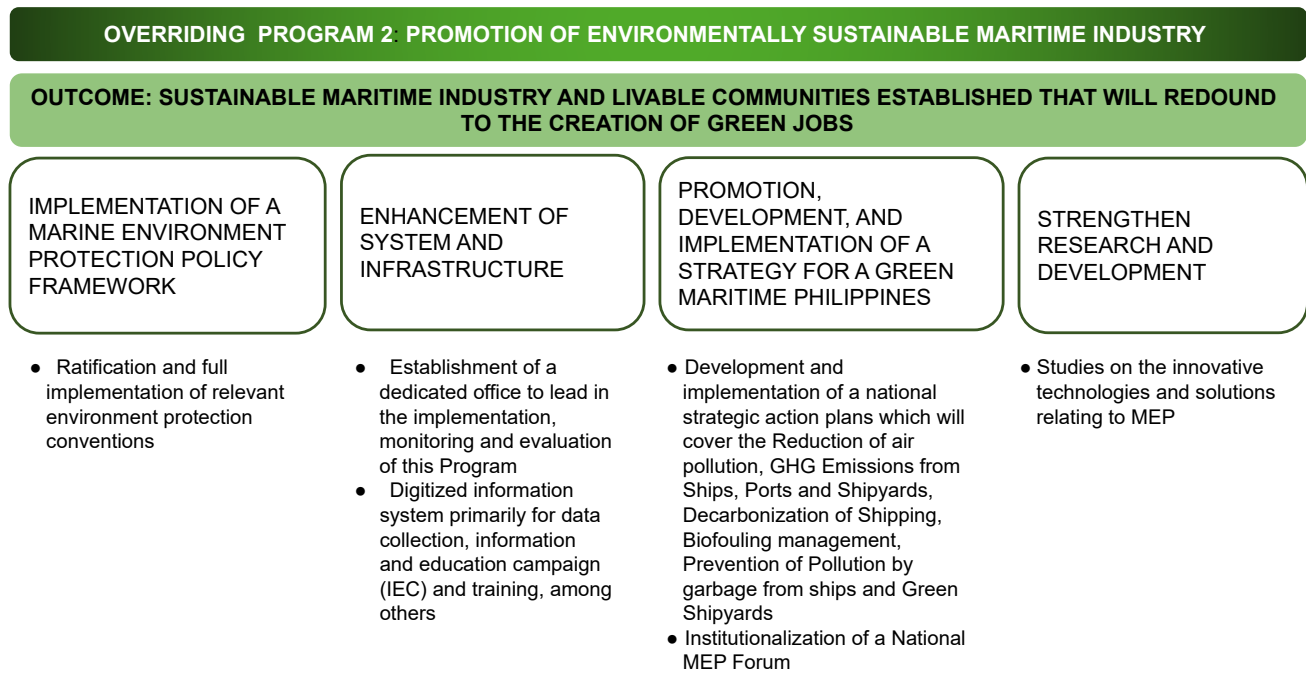 OVERRIDING PROGRAM 2: PROMOTION OF ENVIRONMENTALLY SUSTAINABLE MARITIME INDUSTRY
OUTCOME: SUSTAINABLE MARITIME INDUSTRY AND LIVABLE COMMUNITIES ESTABLISHED THAT WILL REDOUND
TO THE CREATION OF GREEN JOBS
IMPLEMENTATION OF A
MARINE ENVIRONMENT
PROTECTION POLICY
FRAMEWORK
● Ratification and full
implementation of relevant
environment protection
conventions
ENHANCEMENT OF
SYSTEM AND
INFRASTRUCTURE
● Establishment of a
dedicated office to lead in
the implementation,
monitoring and evaluation
of this Program
● Digitized information
system primarily for data
collection, information
and education campaign
(IEC) and training, among
others
PROMOTION,
DEVELOPMENT, AND
IMPLEMENTATION OF A
STRATEGY FOR A GREEN
MARITIME PHILIPPINES
● Development and
implementation of a national
strategic action plans which will
cover the Reduction of air
pollution, GHG Emissions from
Ships, Ports and Shipyards,
Decarbonization of Shipping,
Biofouling management,
Prevention of Pollution by
garbage from ships and Green
Shipyards
● Institutionalization of a National
MEP Forum
STRENGTHEN
RESEARCH AND
DEVELOPMENT
● Studies on the innovative
technologies and solutions
relating to MEP